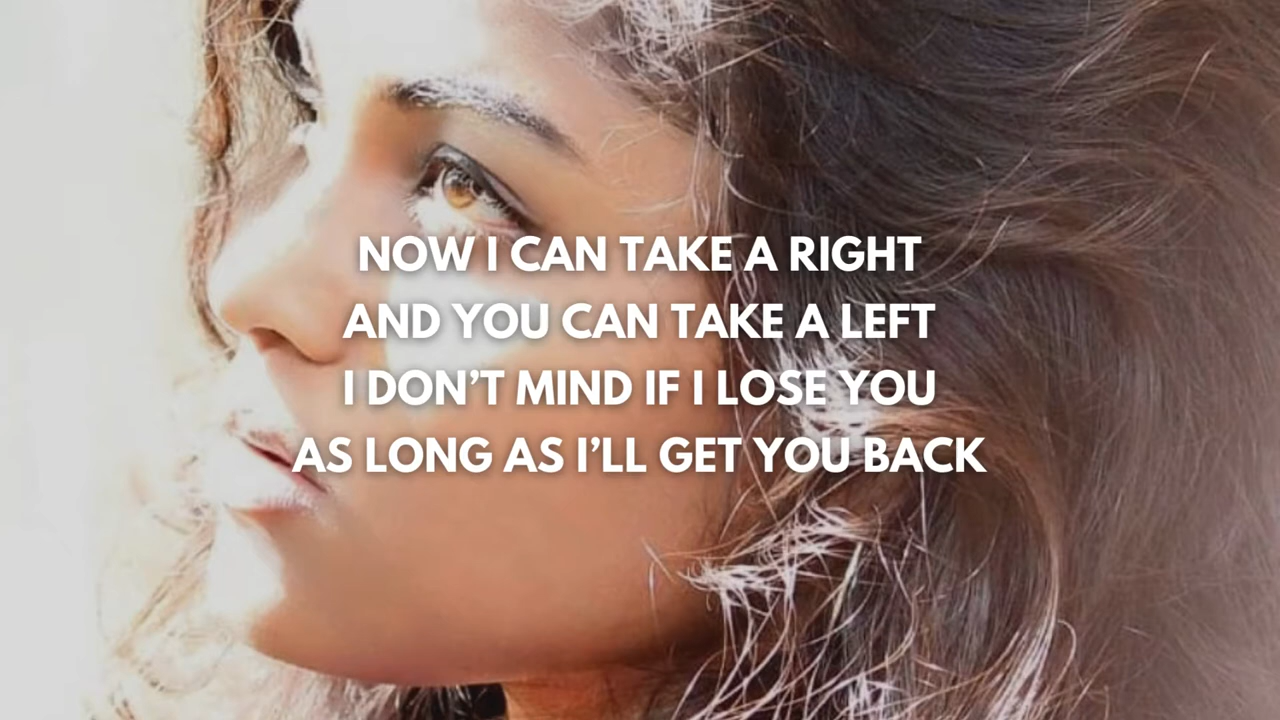 NOW I CAN TAKE A RIGHT
AND YOU CAN TAKE A LEFT
I DON’T MIND IF I LOSE YOU
AS LONG AS I’LL GET YOU BACK